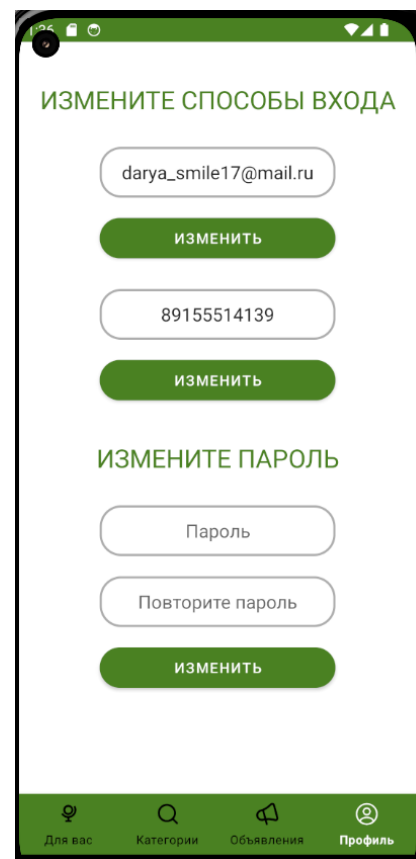 ИЗМЕНИТЕ СПОСОБЫ ВХОДА
darya_smile17@mail.ru
ИЗМЕНИТЬ
89155514139
ИЗМЕНИТЬ
ИЗМЕНИТЕ ПАРОЛЬ
Пароль
Повторите пароль
ИЗМЕНИТЬ
Для вас Категории Объявления Профиль